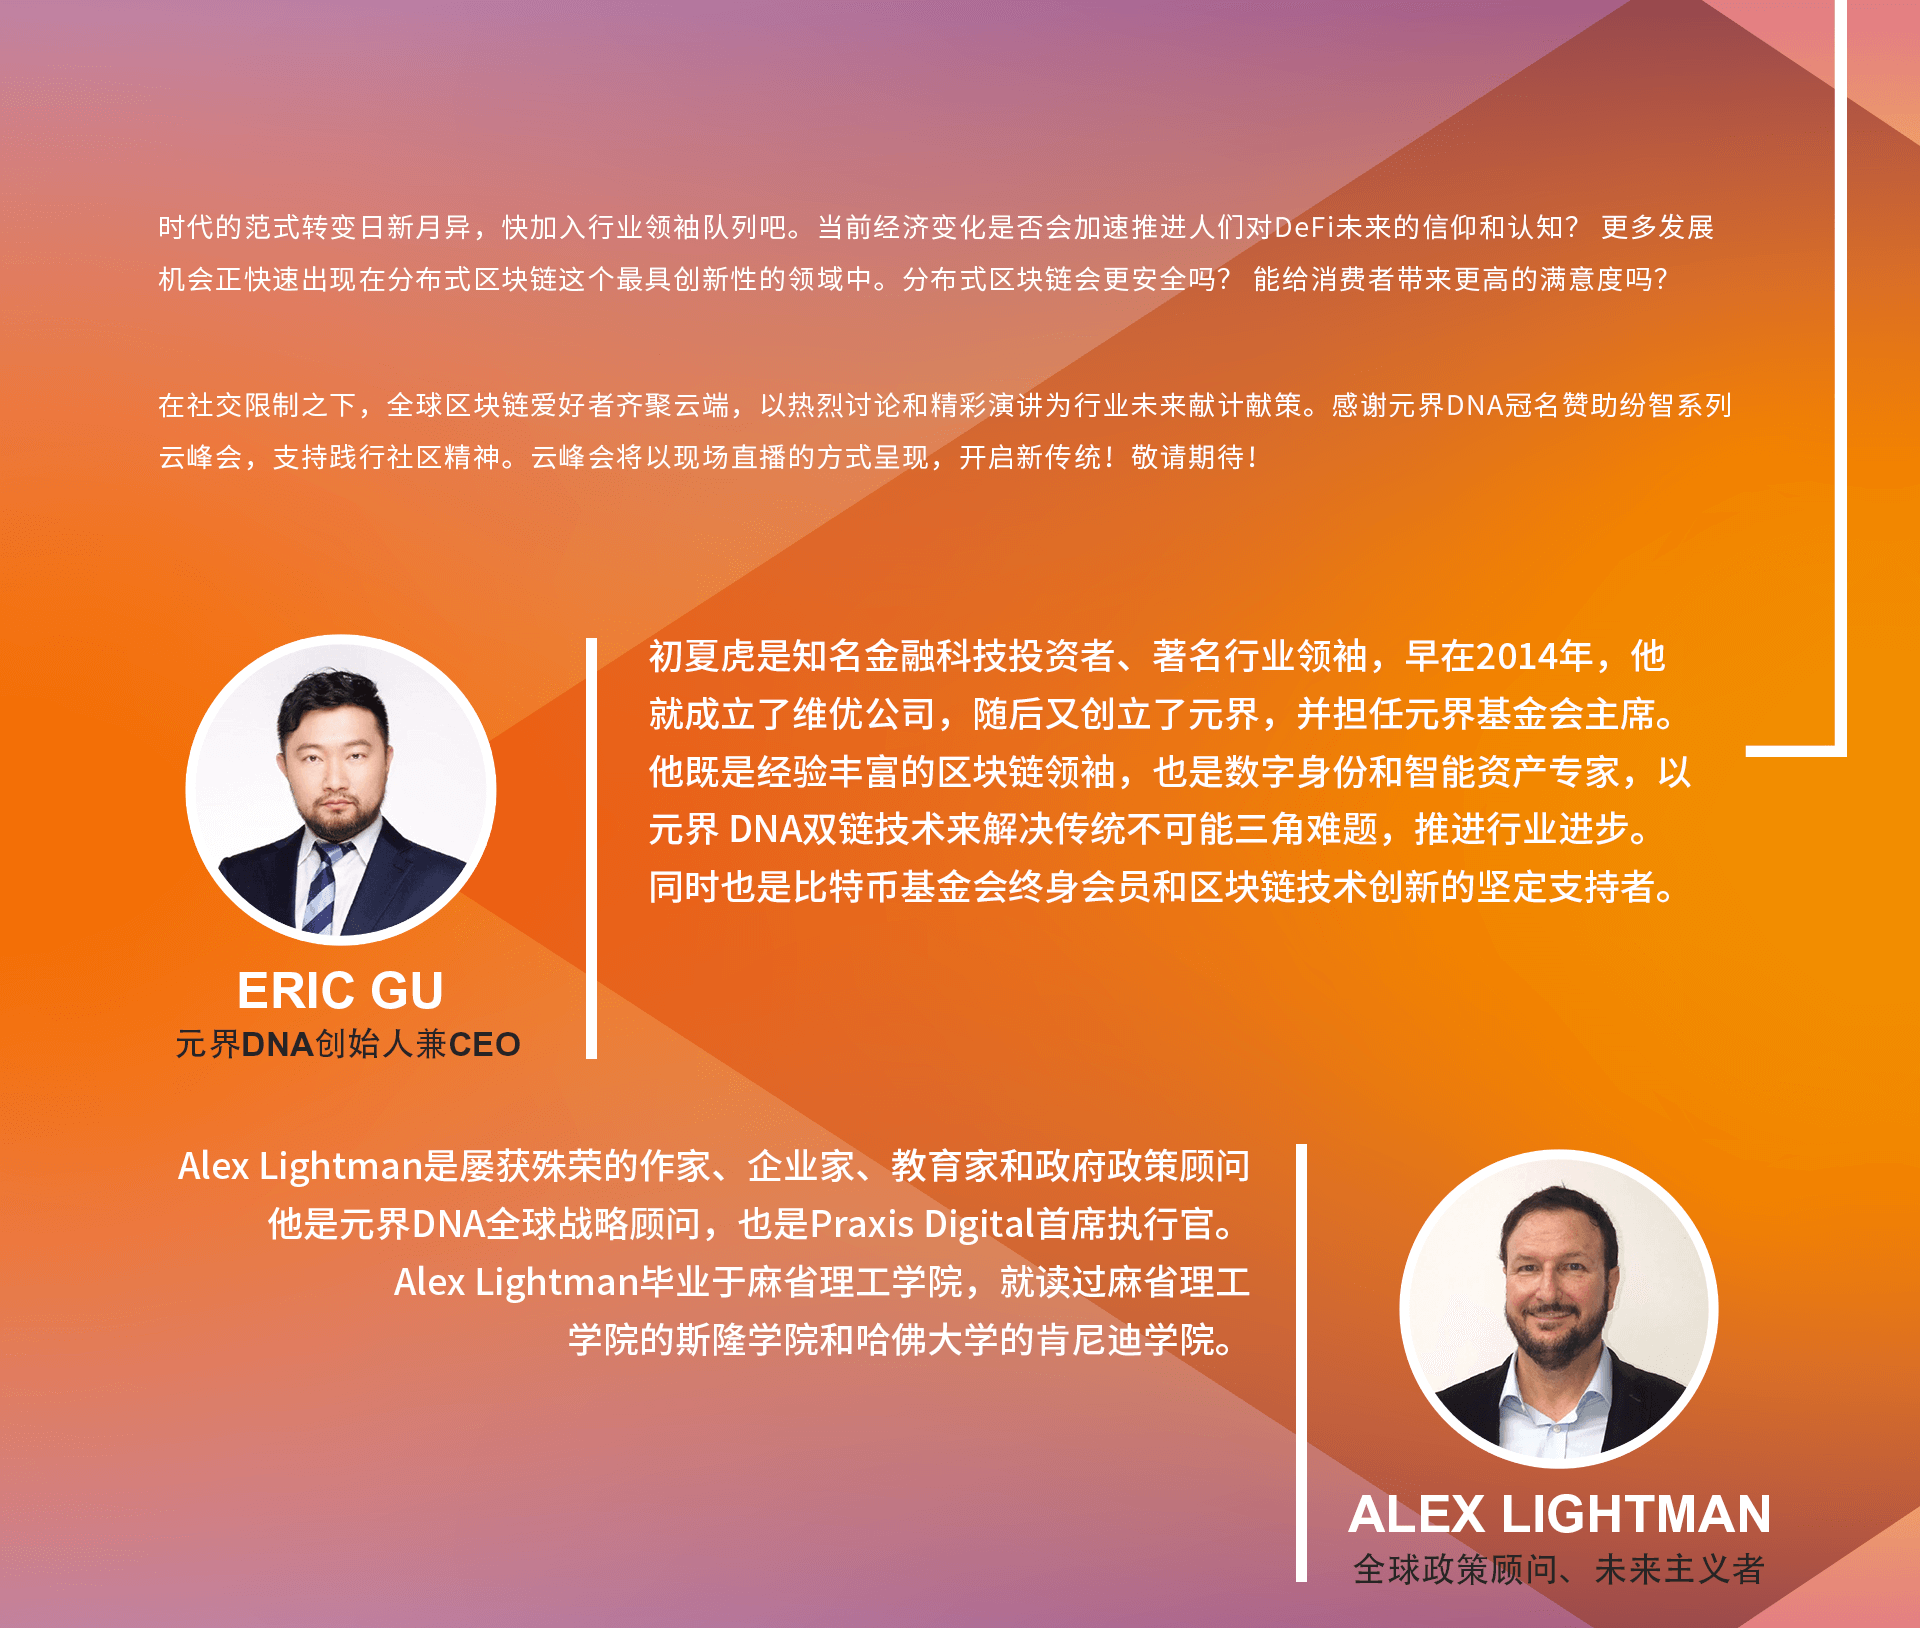 时代的范式转变日新月异，快加入行业领袖队列吧。当前经济变化是否会加速推进人们对DeFi未来的信仰和认知？ 更多发展
机会正快速出现在分布式区块链这个最具创新性的领域中。分布式区块链会更安全吗？ 能给消费者带来更高的满意度吗？
在社交限制之下，全球区块链爱好者齐聚云端，以热烈讨论和精彩演讲为行业未来献计献策。感谢元界DNA冠名赞助纷智系列
云峰会，支持践行社区精神。云峰会将以现场直播的方式呈现，开启新传统！敬请期待！
初夏虎是知名金融科技投资者、著名行业领袖，早在2014年，他
就成立了维优公司，随后又创立了元界，并担任元界基金会主席。
他既是经验丰富的区块链领袖，也是数字身份和智能资产专家，以
元界 DNA双链技术来解决传统不可能三角难题，推进行业进步。
同时也是比特币基金会终身会员和区块链技术创新的坚定支持者。
ERIC GU
元界DNA创始人兼CEO
Alex Lightman是屡获殊荣的作家、企业家、教育家和政府政策顾问
他是元界DNA全球战略顾问，也是Praxis Digital首席执行官。
Alex Lightman毕业于麻省理工学院，就读过麻省理工
学院的斯隆学院和哈佛大学的肯尼迪学院。
ALEX LIGHTMAN
全球政策顾问、未来主义者